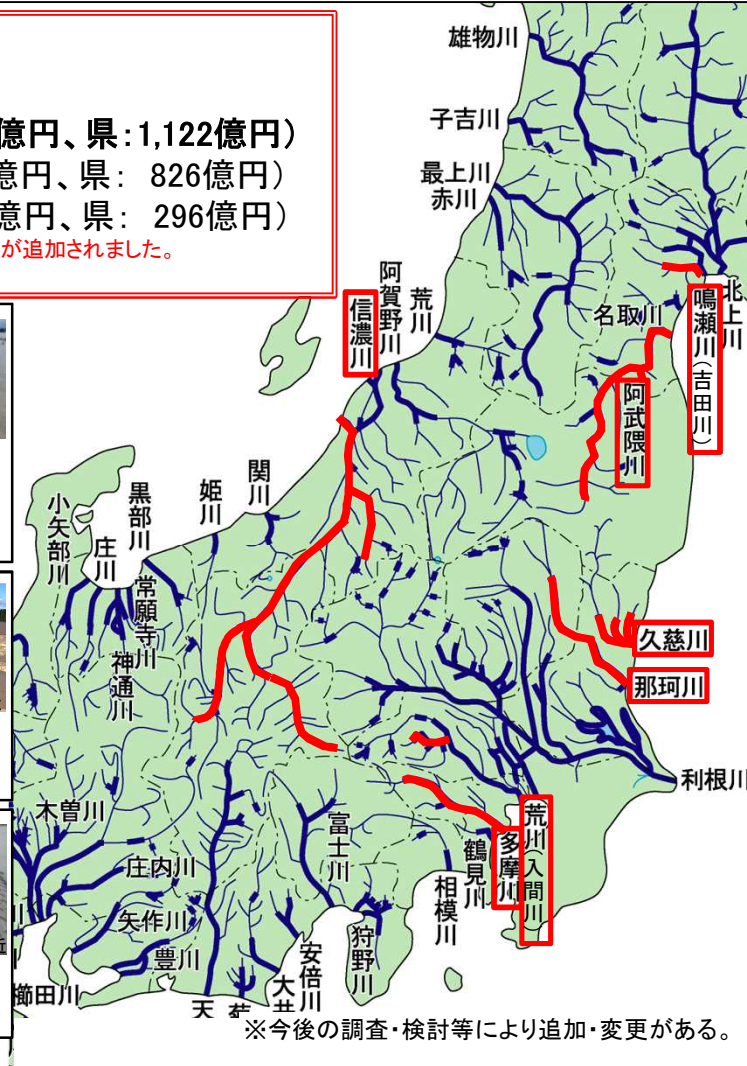 億円、県:1,122億円)
億円、県: 826億円)
億円、県: 296億円)
が追加されました。
雄物川
子吉川
最上川
赤川
阿賀野川
荒川
信濃川
名取川
北上川
鳴瀬川(吉田川)
阿武隈川
関川
姫川
黒部川
小矢部川
庄川
常願寺川
神通川
久慈川
那珂川
利根川
木曽川
庄内川
矢作川
豊川
櫛田川
富士川
安倍川
狩野川
相模川
鶴見川
多摩川
荒川(入間川)
天
大井
※今後の調査・検討等により追加・変更がある。